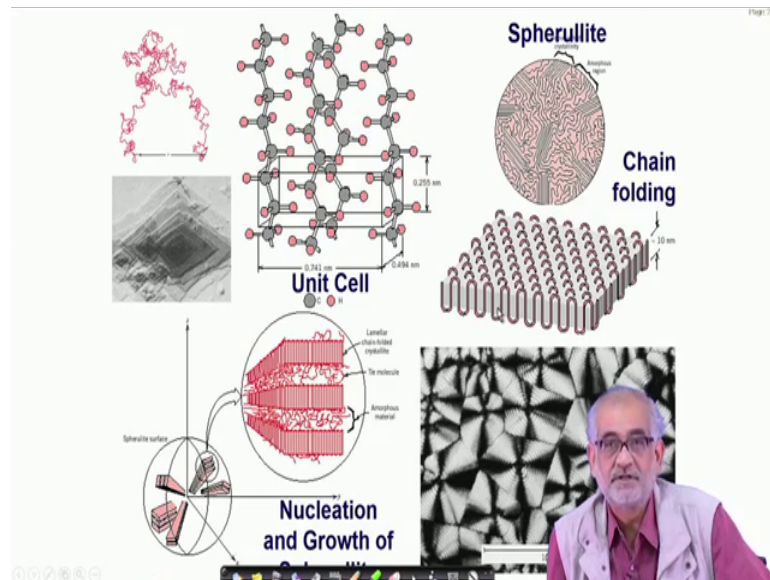 Page 3
Spherullite
crystallinity
Amorphous
region
Chain
folding
0.255 nm
~ 10 nm
0.741 nm
0.494 nm
Unit Cell
C
H
Lamellar
chain-folded
crystallite
Tie molecule
Amorphous
material
Spherulite surface
Nucleation
and Growth of